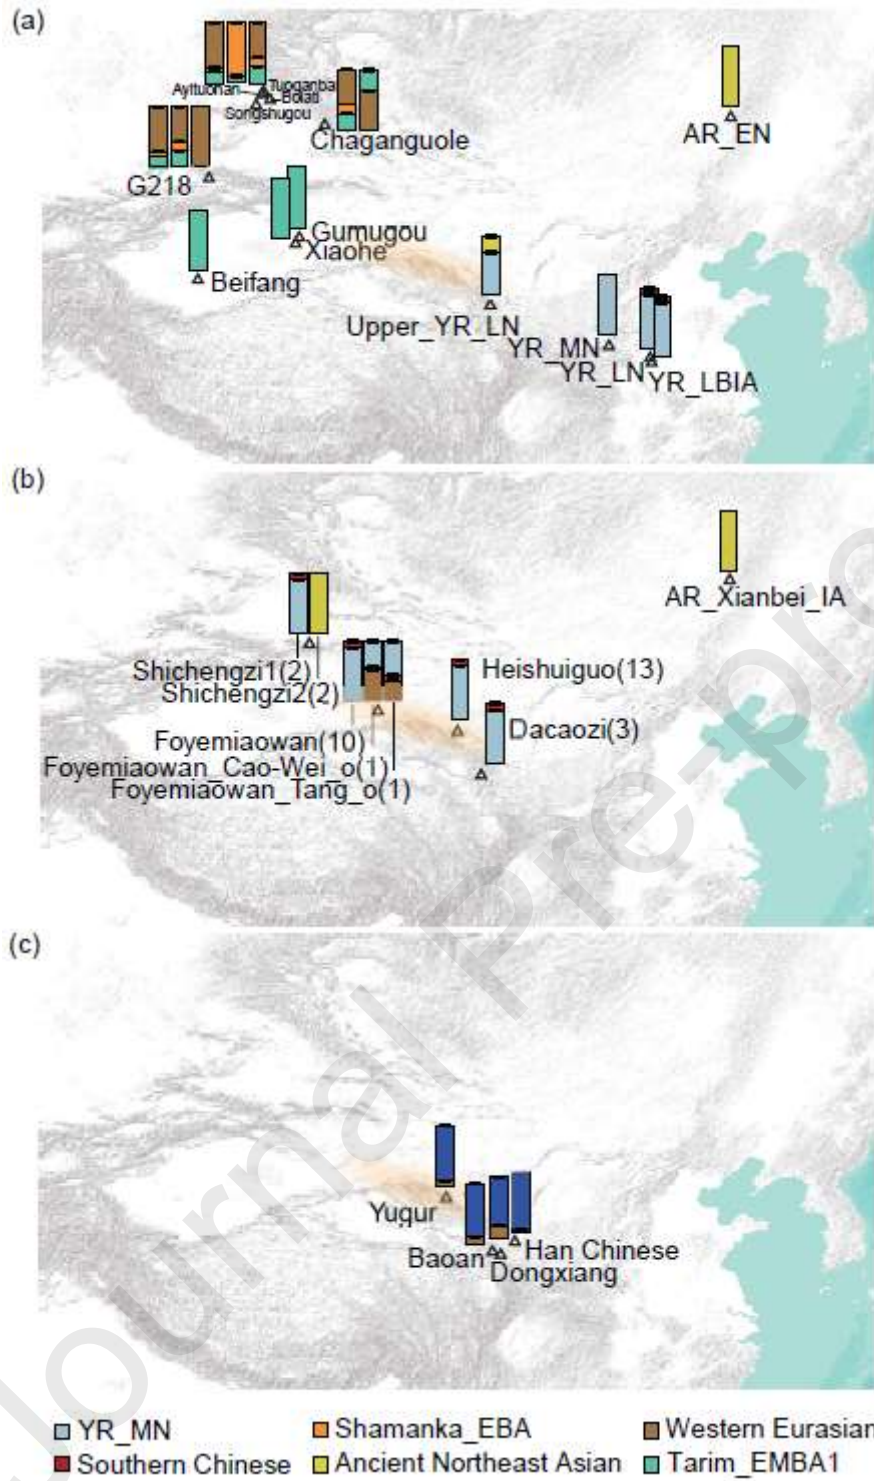 (a)
Ayituohan
Tuoganbai
Bolati
Songshugou
Chaganguole
AR_EN
G218
Gumugou
Xiaohe
Beifang
Upper_YR_LN
YR_MN
YR_LN
YR_LBIA
(b)
AR_Xianbei_IA
Shichengzi1(2)
Shichengzi2(2)
Heishuiguo(13)
Dacaozi(3)
Foyemiaowan(10)
Foyemiaowan_Cao-Wei_o(1)
Foyemiaowan_Tang_o(1)
(c)
Yugur
Baoan
Han Chinese
Dongxiang
YR_MN Shamanka_EBA Western Eurasian
Southern Chinese Ancient Northeast Asian Tarim_EMBA1
Journal Pre-pro